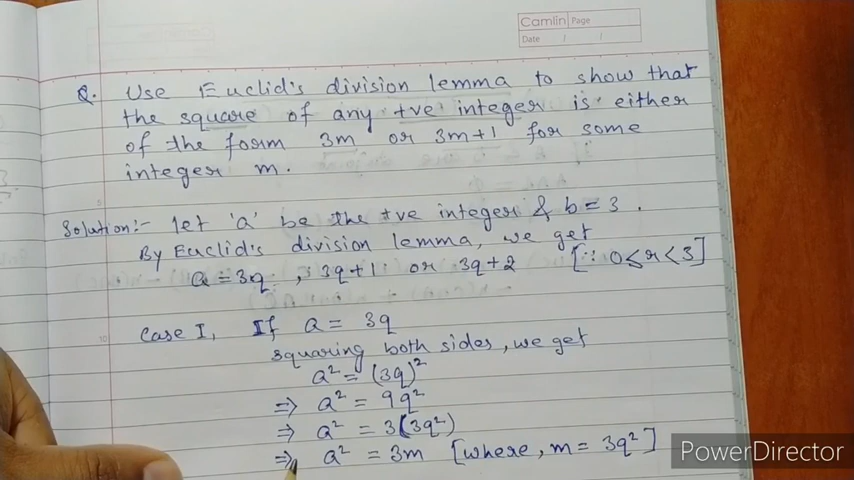 Camlin Page
Date / /
Q. Use Euclid's division lemma to show that
the square of any +ve integer is either
of the form 3m or 3m+1 for some
integer m.
Solution:- let 'a' be the +ve integer & b = 3.
By Euclid's division lemma, we get
a = 3q, 3q+1 or 3q+2 [∵ 0≤r<3]
Case I, If a = 3q
squaring both sides, we get
a² = (3q)²
⇒ a² = 9q²
⇒ a² = 3(3q²)
⇒ a² = 3m [where, m = 3q²]
PowerDirector